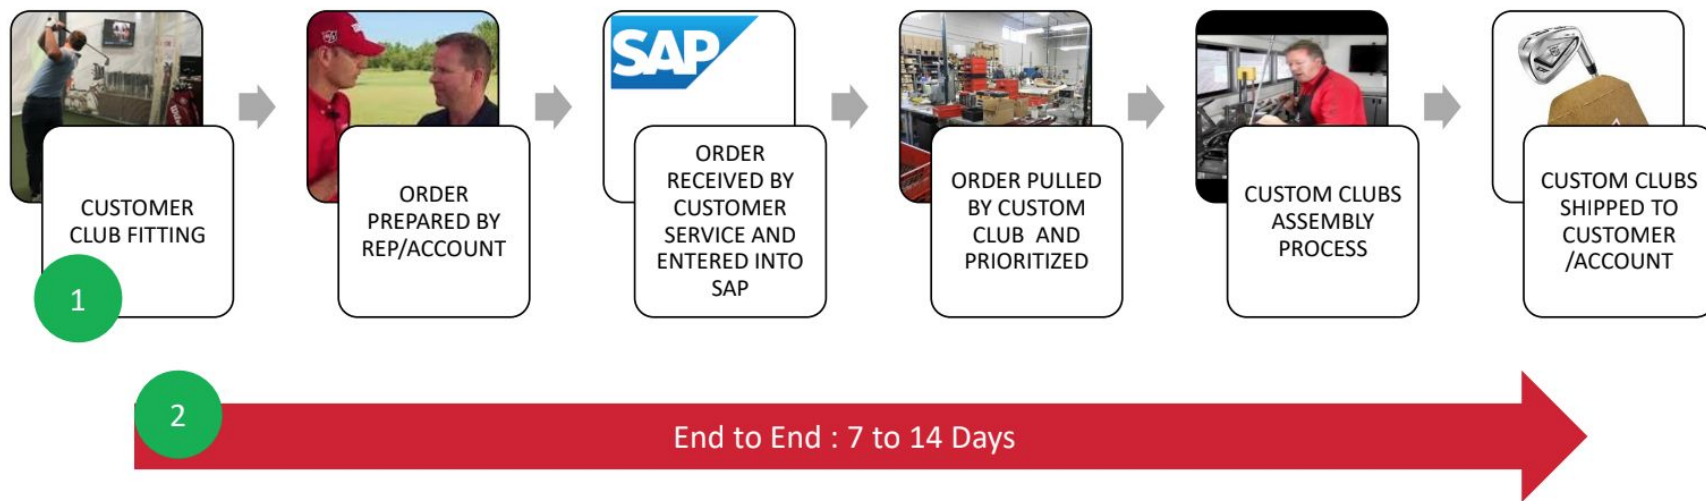 CUSTOMER
CLUB FITTING
1
ORDER
PREPARED BY
REP/ACCOUNT
SAP
ORDER
RECEIVED BY
CUSTOMER
SERVICE AND
ENTERED INTO
SAP
ORDER PULLED
BY CUSTOM
CLUB AND
PRIORITIZED
CUSTOM CLUBS
ASSEMBLY
PROCESS
CUSTOM CLUBS
SHIPPED TO
CUSTOMER
/ACCOUNT
2
End to End : 7 to 14 Days